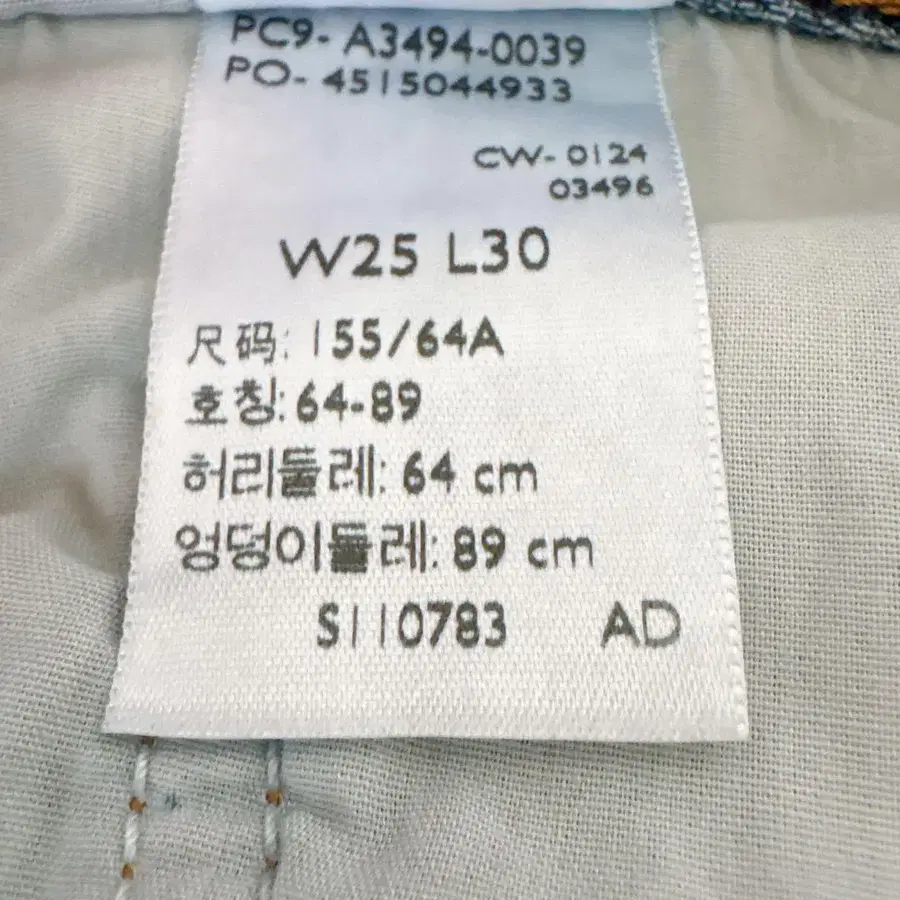 PC9- A3494-0039
PO- 4515044933
CW- 0124
03496
W25 L30
尺码: 155/64A
호칭: 64-89
허리둘레: 64 cm
엉덩이둘레: 89 cm
S110783 AD